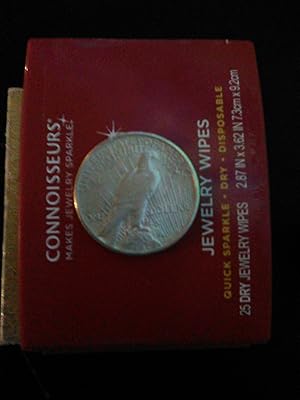 CONNOISSEURS®
MAKES JEWELRY SPARKLE!
JEWELRY WIPES
QUICK SPARKLE • DRY • DISPOSABLE
25 DRY JEWELRY WIPES 2.87 IN x 3.62 IN 7.3cm x 9.2cm